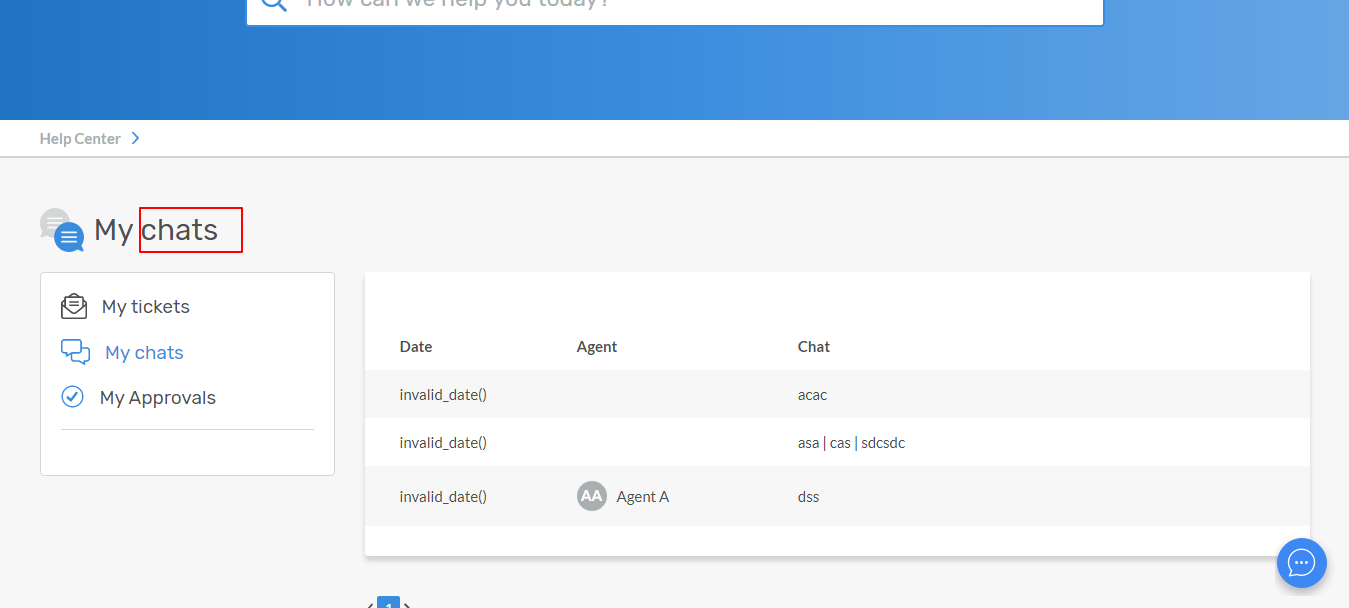 How can we help you today?
Help Center
My chats
My tickets
My chats
My Approvals
Date Agent Chat
invalid_date() acac
invalid_date() asa | cas | sdcsdc
invalid_date() AA Agent A dss
1